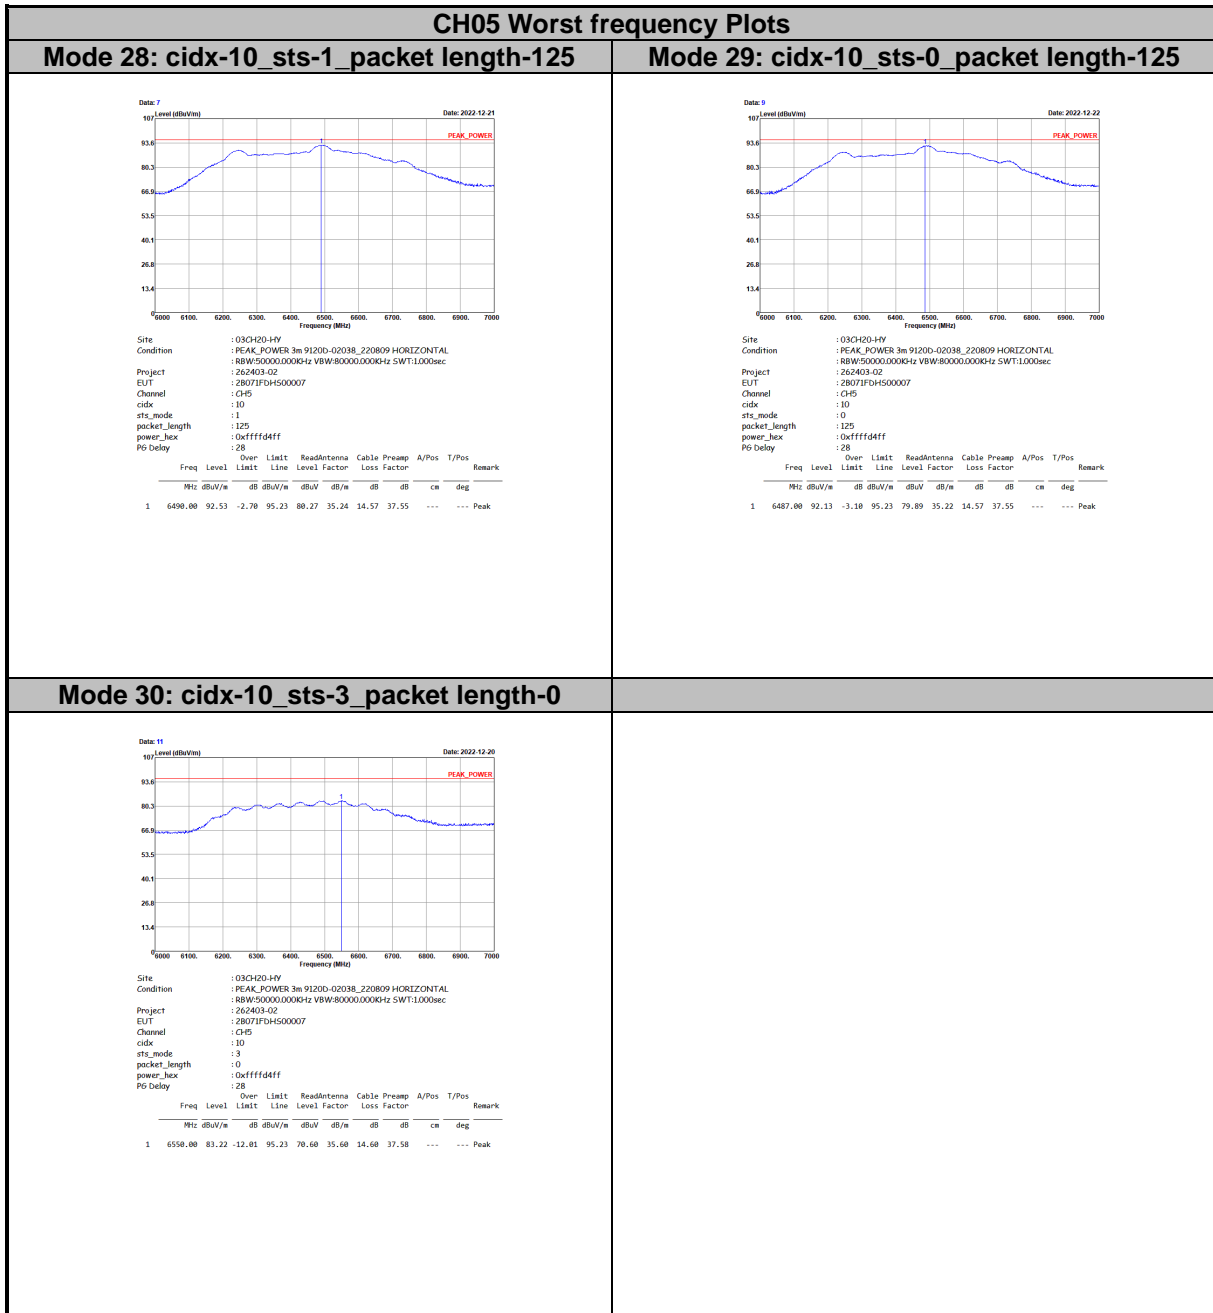 CH05 Worst frequency Plots
Mode 28: cidx-10_sts-1_packet length-125
Data: 7
Level (dBuV/m)
Date: 2022-12-21
107
PEAK_POWER
93.6
1
80.3
66.9
53.5
40.1
26.8
13.4
0
6000 6100. 6200. 6300. 6400. 6500. 6600. 6700. 6800. 6900. 7000
Frequency (MHz)
Site : 03CH20-HY
Condition : PEAK_POWER 3m 9120D-02038_220809 HORIZONTAL
: RBW:50000.000KHz VBW:80000.000KHz SWT:1.000sec
Project : 262403-02
EUT : 2B071FDHS00007
Channel : CH5
cidx : 10
sts_mode : 1
packet_length : 125
power_hex : 0xffffd4ff
PG Delay : 28
Over Limit ReadAntenna Cable Preamp A/Pos T/Pos
Freq Level Limit Line Level Factor Loss Factor Remark
MHz dBuV/m dB dBuV/m dBuV dB/m dB dB cm deg
1 6490.00 92.53 -2.70 95.23 80.27 35.24 14.57 37.55 --- --- Peak
Mode 29: cidx-10_sts-0_packet length-125
Data: 9
Level (dBuV/m)
Date: 2022-12-22
107
PEAK_POWER
93.6
1
80.3
66.9
53.5
40.1
26.8
13.4
0
6000 6100. 6200. 6300. 6400. 6500. 6600. 6700. 6800. 6900. 7000
Frequency (MHz)
Site : 03CH20-HY
Condition : PEAK_POWER 3m 9120D-02038_220809 HORIZONTAL
: RBW:50000.000KHz VBW:80000.000KHz SWT:1.000sec
Project : 262403-02
EUT : 2B071FDHS00007
Channel : CH5
cidx : 10
sts_mode : 0
packet_length : 125
power_hex : 0xffffd4ff
PG Delay : 28
Over Limit ReadAntenna Cable Preamp A/Pos T/Pos
Freq Level Limit Line Level Factor Loss Factor Remark
MHz dBuV/m dB dBuV/m dBuV dB/m dB dB cm deg
1 6487.00 92.13 -3.10 95.23 79.89 35.22 14.57 37.55 --- --- Peak
Mode 30: cidx-10_sts-3_packet length-0
Data: 11
Level (dBuV/m)
Date: 2022-12-20
107
PEAK_POWER
93.6
1
80.3
66.9
53.5
40.1
26.8
13.4
0
6000 6100. 6200. 6300. 6400. 6500. 6600. 6700. 6800. 6900. 7000
Frequency (MHz)
Site : 03CH20-HY
Condition : PEAK_POWER 3m 9120D-02038_220809 HORIZONTAL
: RBW:50000.000KHz VBW:80000.000KHz SWT:1.000sec
Project : 262403-02
EUT : 2B071FDHS00007
Channel : CH5
cidx : 10
sts_mode : 3
packet_length : 0
power_hex : 0xffffd4ff
PG Delay : 28
Over Limit ReadAntenna Cable Preamp A/Pos T/Pos
Freq Level Limit Line Level Factor Loss Factor Remark
MHz dBuV/m dB dBuV/m dBuV dB/m dB dB cm deg
1 6550.00 83.22 -12.01 95.23 70.60 35.60 14.60 37.58 --- --- Peak